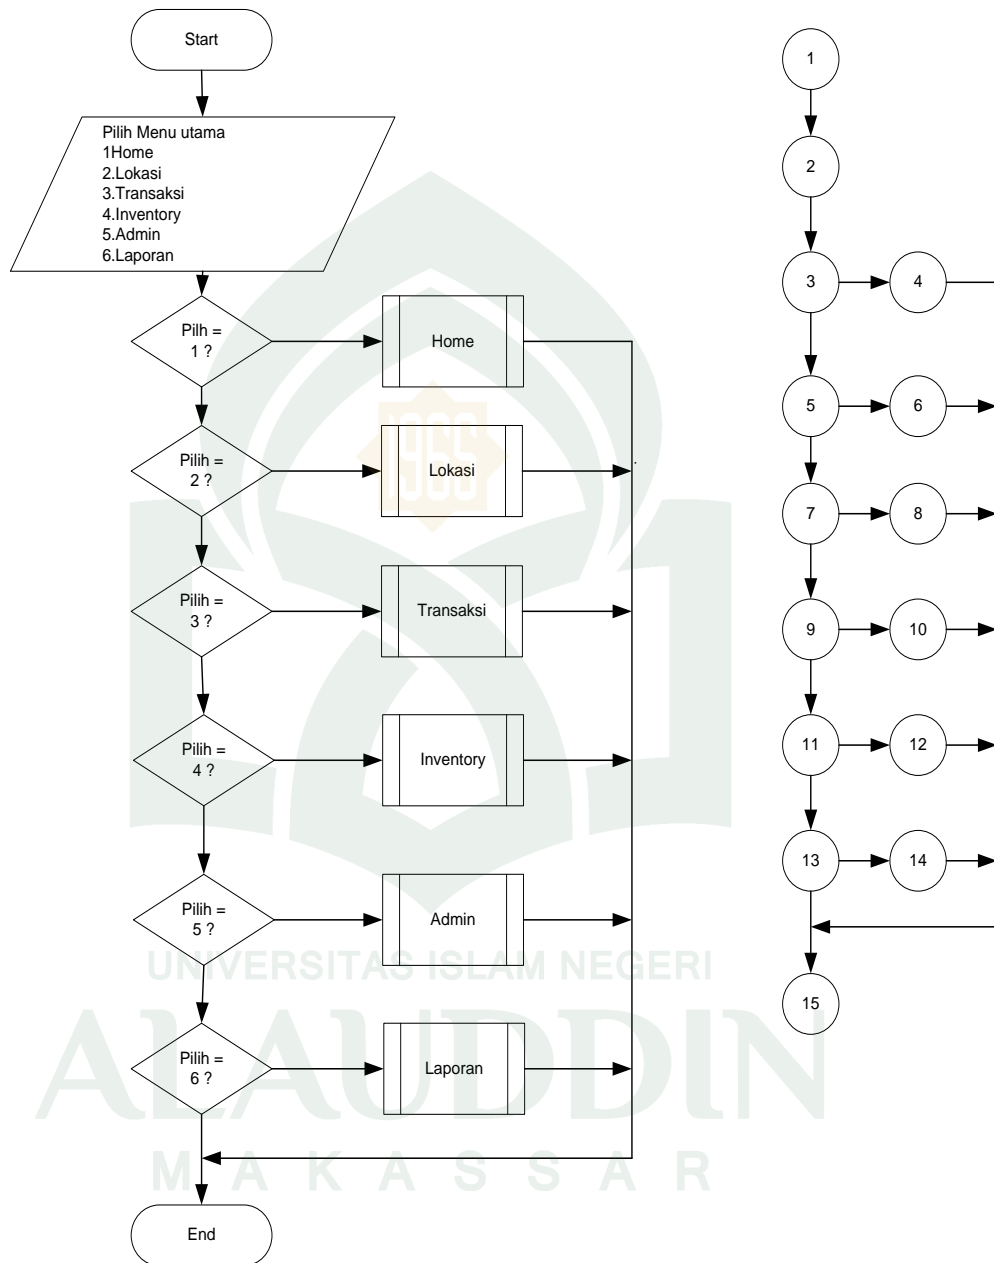 Start
Pilih Menu utama
1Home
2.Lokasi
3.Transaksi
4.Inventory
5.Admin
6.Laporan
Pilh =
1 ?
Home
Pilih =
2 ?
Lokasi
Pilih =
3 ?
Transaksi
Pilih =
4 ?
Inventory
Pilih =
5 ?
Admin
Pilih =
6 ?
Laporan
End
1
2
3
4
5
6
7
8
9
10
11
12
13
14
15
1965
UNIVERSITAS ISLAM NEGERI
ALAUDDIN
MAKASSAR